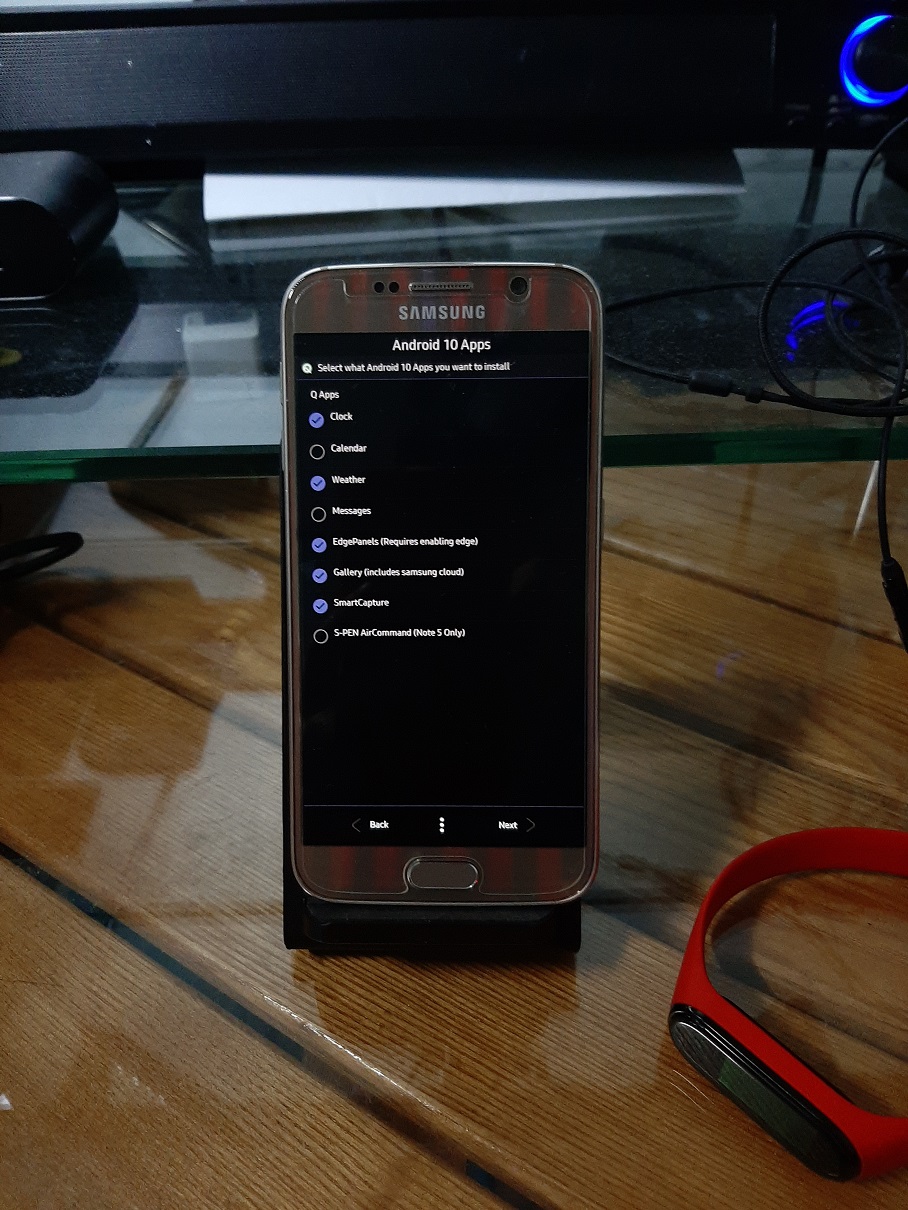 SAMSUNG
Android 10 Apps
Select what Android 10 Apps you want to install
Q Apps
Clock
Calendar
Weather
Messages
EdgePanels (Requires enabling edge)
Gallery (includes samsung cloud)
SmartCapture
S-PEN AirCommand (Note 5 Only)
Back
Next